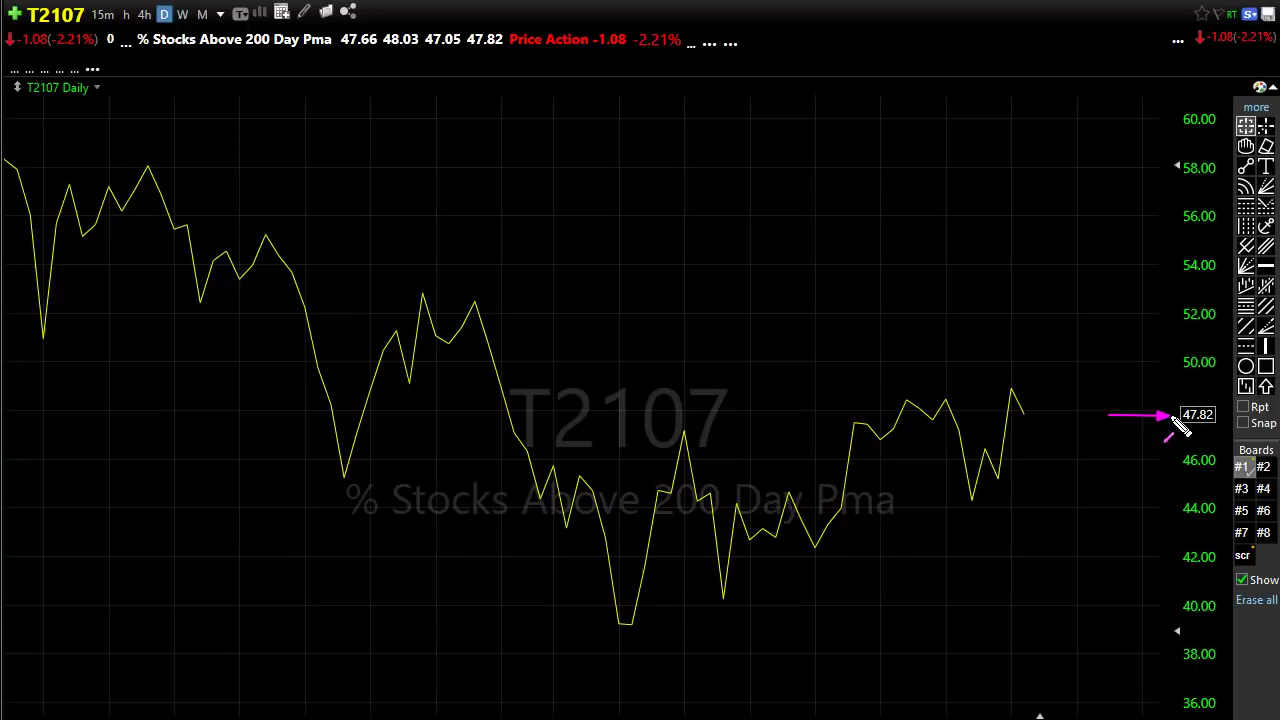 T2107 15m h 4h D W M T RT S
-1.08(-2.21%) 0 ... % Stocks Above 200 Day Pma 47.66 48.03 47.05 47.82 Price Action -1.08 -2.21% ... ... ... ... -1.08(-2.21%)
... ... ... ... ... ...
T2107 Daily
more
60.00
58.00
56.00
54.00
52.00
50.00
T2107
47.82
46.00
% Stocks Above 200 Day Pma
44.00
42.00
40.00
38.00
36.00
T
Rpt
Snap
Boards
#1 #2
#3 #4
#5 #6
#7 #8
scr
Show
Erase all